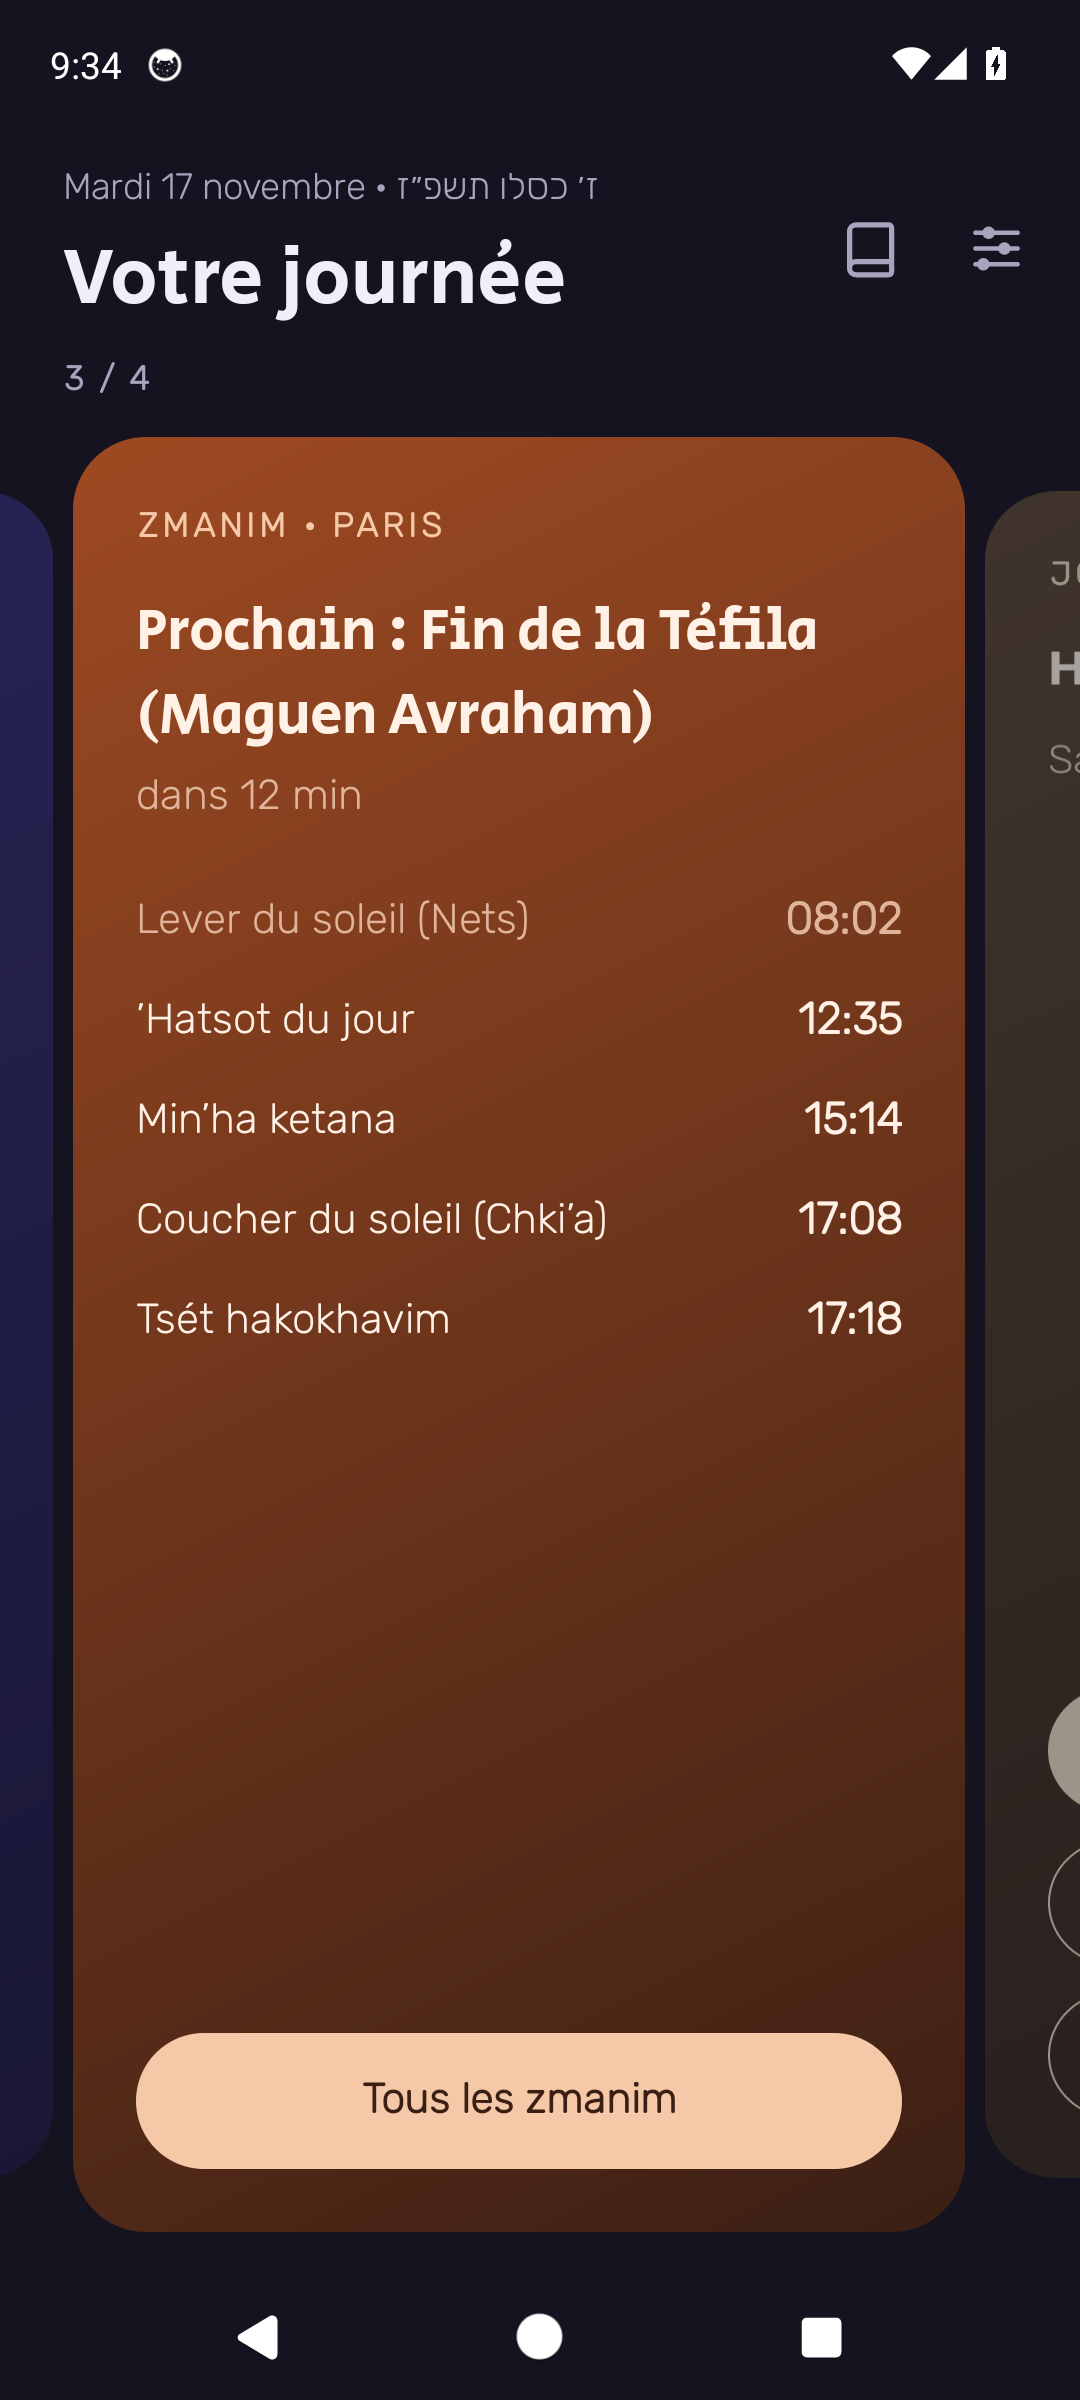 9:34
Mardi 17 novembre • ז׳ כסלו תשפ״ז
Votre journée
3 / 4
ZMANIM • PARIS
Prochain : Fin de la Téfila
(Maguen Avraham)
dans 12 min
Lever du soleil (Nets) 08:02
’Hatsot du jour 12:35
Min’ha ketana 15:14
Coucher du soleil (Chki’a) 17:08
Tsét hakokhavim 17:18
Tous les zmanim